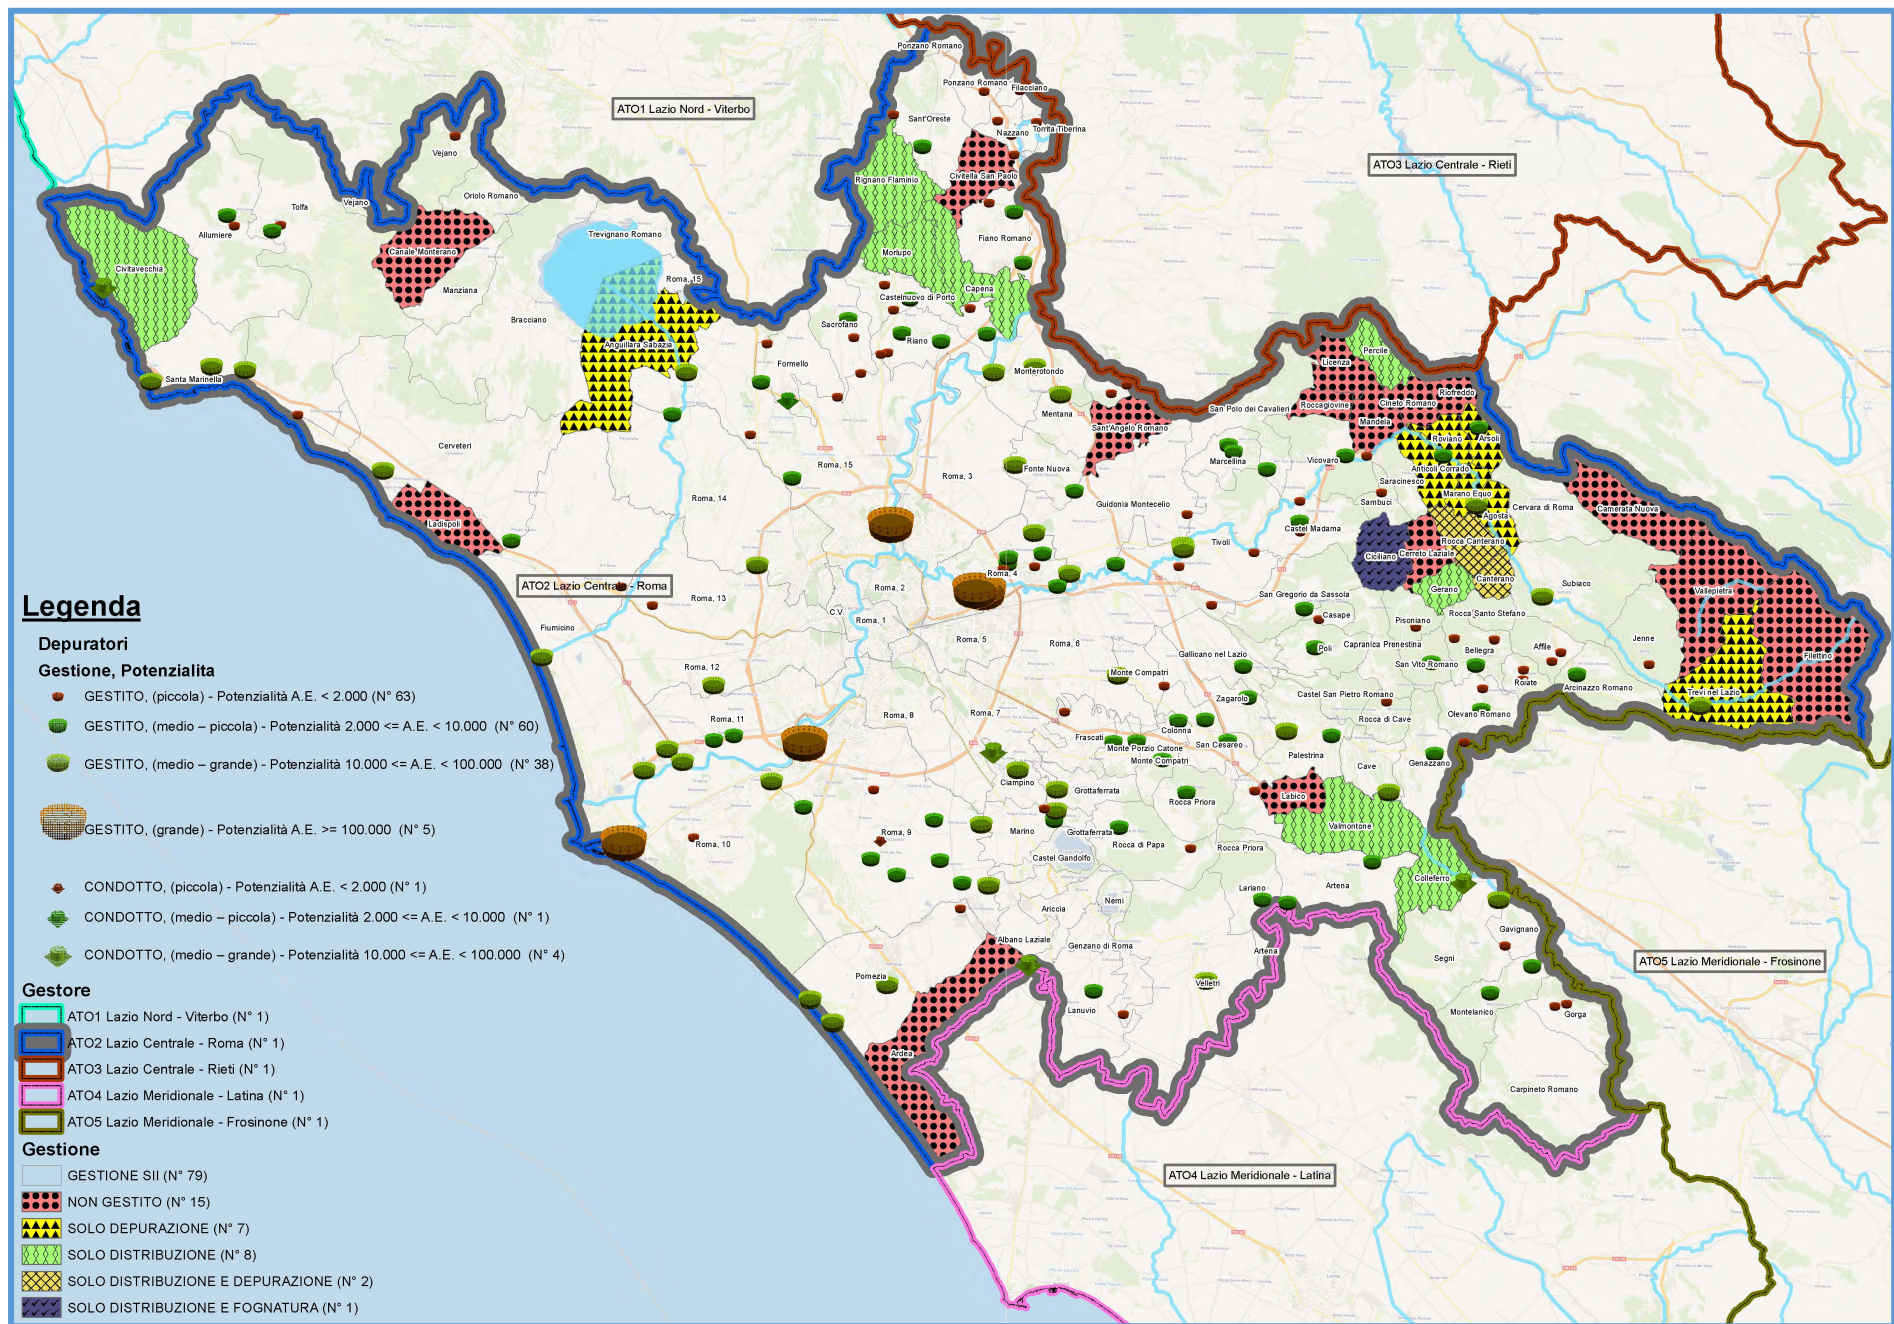 ATO1 Lazio Nord - Viterbo
ATO3 Lazio Centrale - Rieti
ATO2 Lazio Centrale - Roma
ATO5 Lazio Meridionale - Frosinone
ATO4 Lazio Meridionale - Latina
Ponzano Romano
Ponzano Romano
Filacciano
Sant'Oreste
Nazzano
Torrita Tiberina
Vejano
Rignano Flaminio
Civitella San Paolo
Oriolo Romano
Vejano
Tolfa
Allumiere
Trevignano Romano
Fiano Romano
Canale Monterano
Morlupo
Civitavecchia
Roma, 15
Manziana
Capena
Castelnuovo di Porto
Bracciano
Sacrofano
Riano
Anguillara Sabazia
Percile
Licenza
Formello
Monterotondo
Santa Marinella
Riofreddo
Cineto Romano
Roccagiovine
San Polo dei Cavalieri
Mentana
Mandela
Sant'Angelo Romano
Roviano
Arsoli
Cerveteri
Marcellina
Vicovaro
Roma, 15
Fonte Nuova
Anticoli Corrado
Roma, 3
Saracinesco
Roma, 14
Marano Equo
Sambuci
Guidonia Montecelio
Cervara di Roma
Camerata Nuova
Agosta
Ladispoli
Castel Madama
Tivoli
Rocca Canterano
Cerreto Laziale
Ciciliano
Roma, 4
Canterano
Subiaco
Roma, 2
Gerano
Vallepietra
San Gregorio da Sassola
Roma, 13
C.V.
Rocca Santo Stefano
Casape
Roma, 1
Pisoniano
Fiumicino
Roma, 5
Roma, 6
Jenne
Capranica Prenestina
Affile
Poli
Bellegra
Gallicano nel Lazio
Filettino
San Vito Romano
Roma, 12
Monte Compatri
Roiate
Arcinazzo Romano
Trevi nel Lazio
Castel San Pietro Romano
Zagarolo
Roma, 8
Roma, 7
Olevano Romano
Roma, 11
Rocca di Cave
Colonna
Frascati
San Cesareo
Monte Porzio Catone
Palestrina
Monte Compatri
Genazzano
Cave
Ciampino
Grottaferrata
Labico
Rocca Priora
Valmontone
Roma, 9
Marino
Grottaferrata
Roma, 10
Rocca di Papa
Rocca Priora
Castel Gandolfo
Colleferro
Lariano
Artena
Nemi
Ariccia
Gavignano
Albano Laziale
Genzano di Roma
Artena
Segni
Pomezia
Velletri
Lanuvio
Montelanico
Gorga
Ardea
Carpineto Romano
Legenda
Depuratori
Gestione, Potenzialita
GESTITO, (piccola) - Potenzialità A.E. < 2.000 (N° 63)
GESTITO, (medio – piccola) - Potenzialità 2.000 <= A.E. < 10.000 (N° 60)
GESTITO, (medio – grande) - Potenzialità 10.000 <= A.E. < 100.000 (N° 38)
GESTITO, (grande) - Potenzialità A.E. >= 100.000 (N° 5)
CONDOTTO, (piccola) - Potenzialità A.E. < 2.000 (N° 1)
CONDOTTO, (medio – piccola) - Potenzialità 2.000 <= A.E. < 10.000 (N° 1)
CONDOTTO, (medio – grande) - Potenzialità 10.000 <= A.E. < 100.000 (N° 4)
Gestore
ATO1 Lazio Nord - Viterbo (N° 1)
ATO2 Lazio Centrale - Roma (N° 1)
ATO3 Lazio Centrale - Rieti (N° 1)
ATO4 Lazio Meridionale - Latina (N° 1)
ATO5 Lazio Meridionale - Frosinone (N° 1)
Gestione
GESTIONE SII (N° 79)
NON GESTITO (N° 15)
SOLO DEPURAZIONE (N° 7)
SOLO DISTRIBUZIONE (N° 8)
SOLO DISTRIBUZIONE E DEPURAZIONE (N° 2)
SOLO DISTRIBUZIONE E FOGNATURA (N° 1)